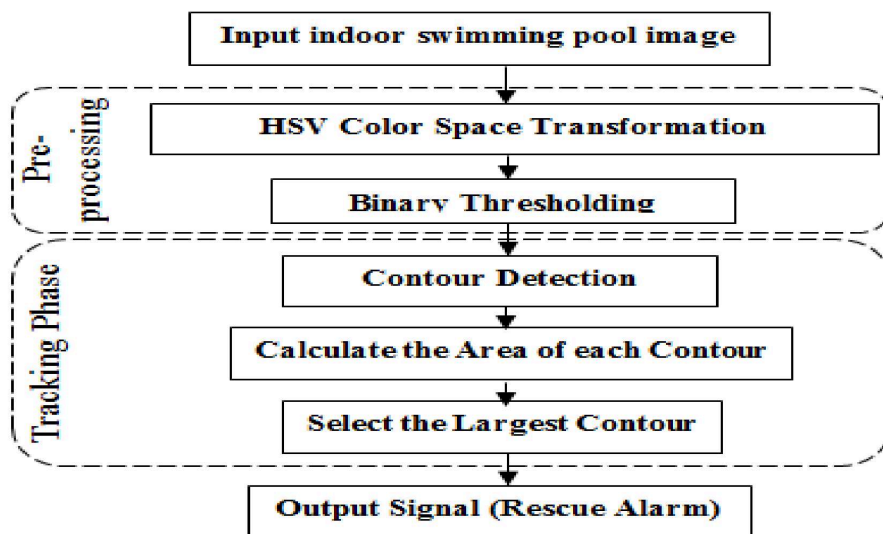 Input indoor swimming pool image
Pre-
processing
HSV Color Space Transformation
Binary Thresholding
Tracking Phase
Contour Detection
Calculate the Area of each Contour
Select the Largest Contour
Output Signal (Rescue Alarm)